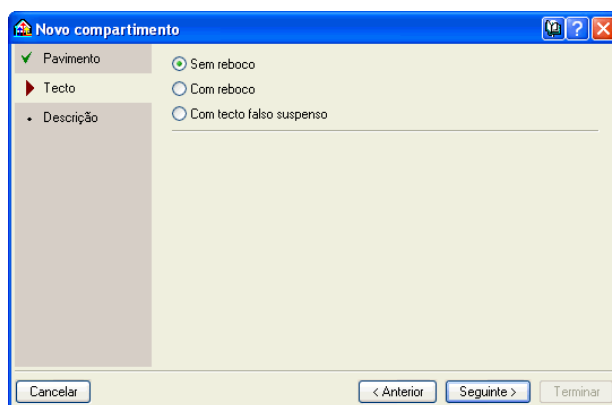 Novo compartimento
Pavimento
Tecto
Descrição
Sem reboco
Com reboco
Com tecto falso suspenso
Cancelar
< Anterior
Seguinte >
Terminar